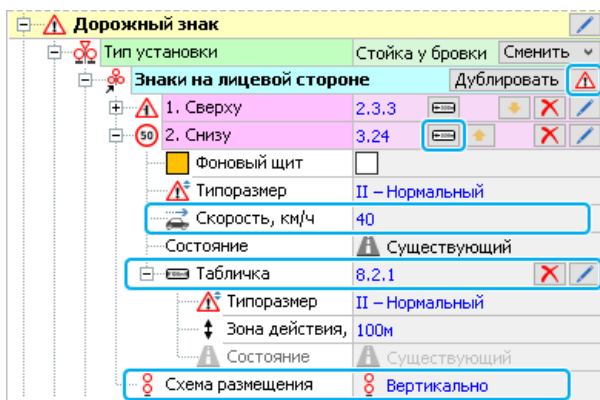 Дорожный знак
Тип установки Стойка у бровки Сменить
Знаки на лицевой стороне Дублировать
1. Сверху 2.3.3
50 2. Снизу 3.24
Фоновый щит
Типоразмер II – Нормальный
Скорость, км/ч 40
Состояние Существующий
Табличка 8.2.1
Типоразмер II – Нормальный
Зона действия, 100м
Состояние Существующий
Схема размещения Вертикально